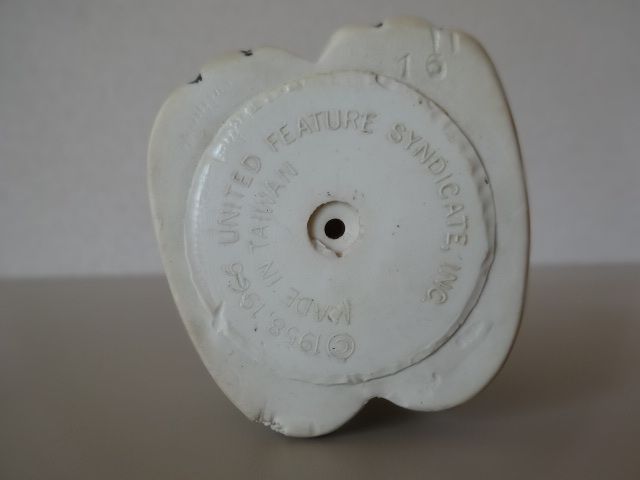 16
© 1958, 1966 UNITED FEATURE SYNDICATE, INC.
MADE IN TAIWAN